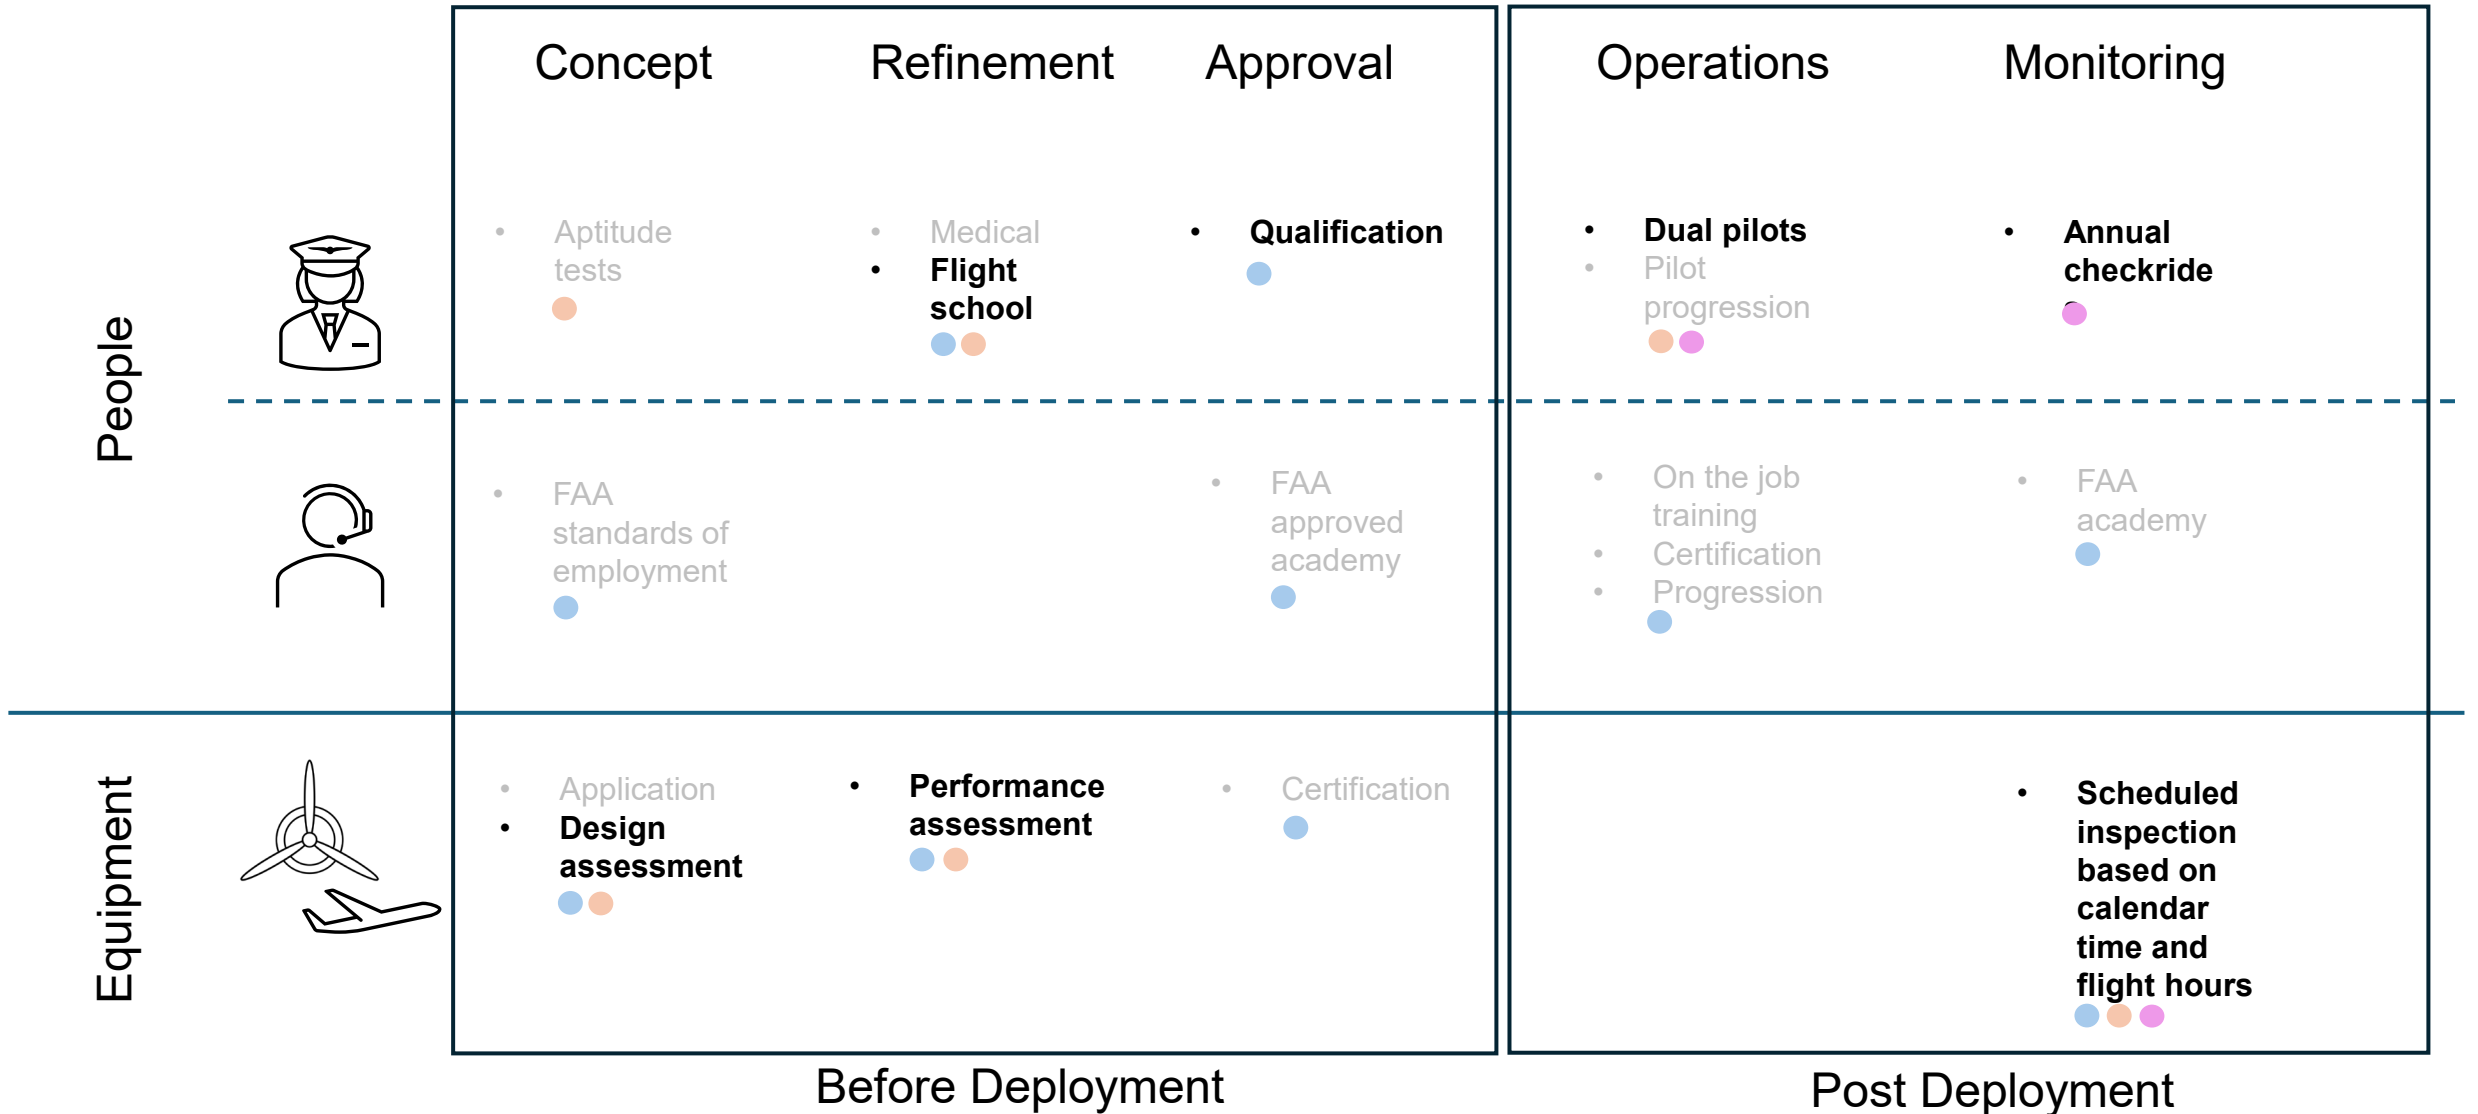 Concept
Refinement
Approval
Operations
Monitoring
People
• Aptitude
tests
• Medical
• Flight
school
• Qualification
• Dual pilots
• Pilot
progression
• Annual
checkride
• FAA
standards of
employment
• FAA
approved
academy
• On the job
training
• Certification
• Progression
• FAA
academy
Equipment
• Application
• Design
assessment
• Performance
assessment
• Certification
• Scheduled
inspection
based on
calendar
time and
flight hours
Before Deployment
Post Deployment